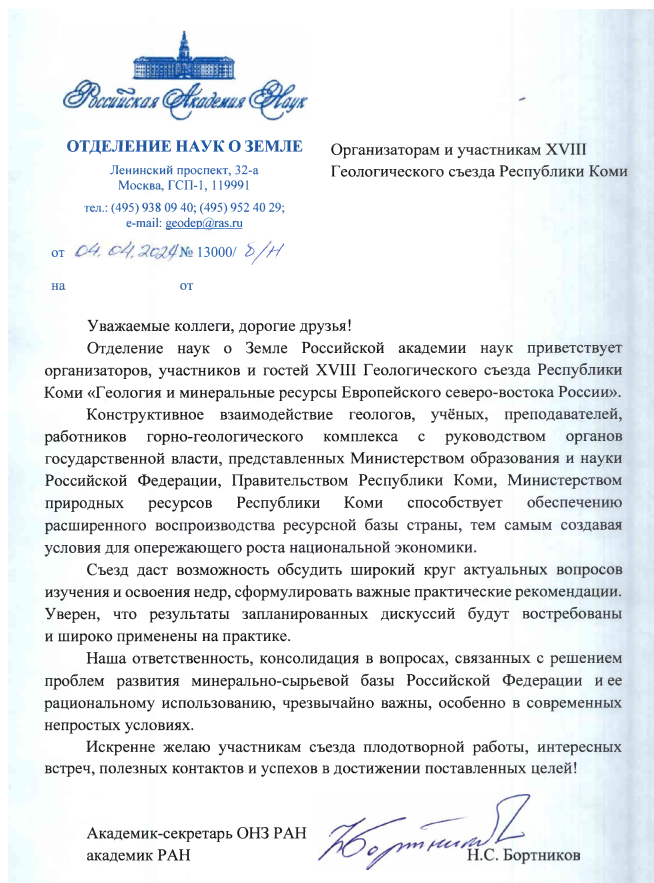 Российская Академия Наук
ОТДЕЛЕНИЕ НАУК О ЗЕМЛЕ
Ленинский проспект, 32-а
Москва, ГСП-1, 119991
тел.: (495) 938 09 40; (495) 952 40 29;
e-mail: geodep@ras.ru
от 04.04.2024 № 13000/ б/н
на от
Организаторам и участникам XVIII
Геологического съезда Республики Коми
Уважаемые коллеги, дорогие друзья!
Отделение наук о Земле Российской академии наук приветствует
организаторов, участников и гостей XVIII Геологического съезда Республики
Коми «Геология и минеральные ресурсы Европейского северо-востока России».
Конструктивное взаимодействие геологов, учёных, преподавателей,
работников горно-геологического комплекса с руководством органов
государственной власти, представленных Министерством образования и науки
Российской Федерации, Правительством Республики Коми, Министерством
природных ресурсов Республики Коми способствует обеспечению
расширенного воспроизводства ресурсной базы страны, тем самым создавая
условия для опережающего роста национальной экономики.
Съезд даст возможность обсудить широкий круг актуальных вопросов
изучения и освоения недр, сформулировать важные практические рекомендации.
Уверен, что результаты запланированных дискуссий будут востребованы
и широко применены на практике.
Наша ответственность, консолидация в вопросах, связанных с решением
проблем развития минерально-сырьевой базы Российской Федерации и ее
рациональному использованию, чрезвычайно важны, особенно в современных
непростых условиях.
Искренне желаю участникам съезда плодотворной работы, интересных
встреч, полезных контактов и успехов в достижении поставленных целей!
Академик-секретарь ОНЗ РАН
академик РАН Н.С. Бортников